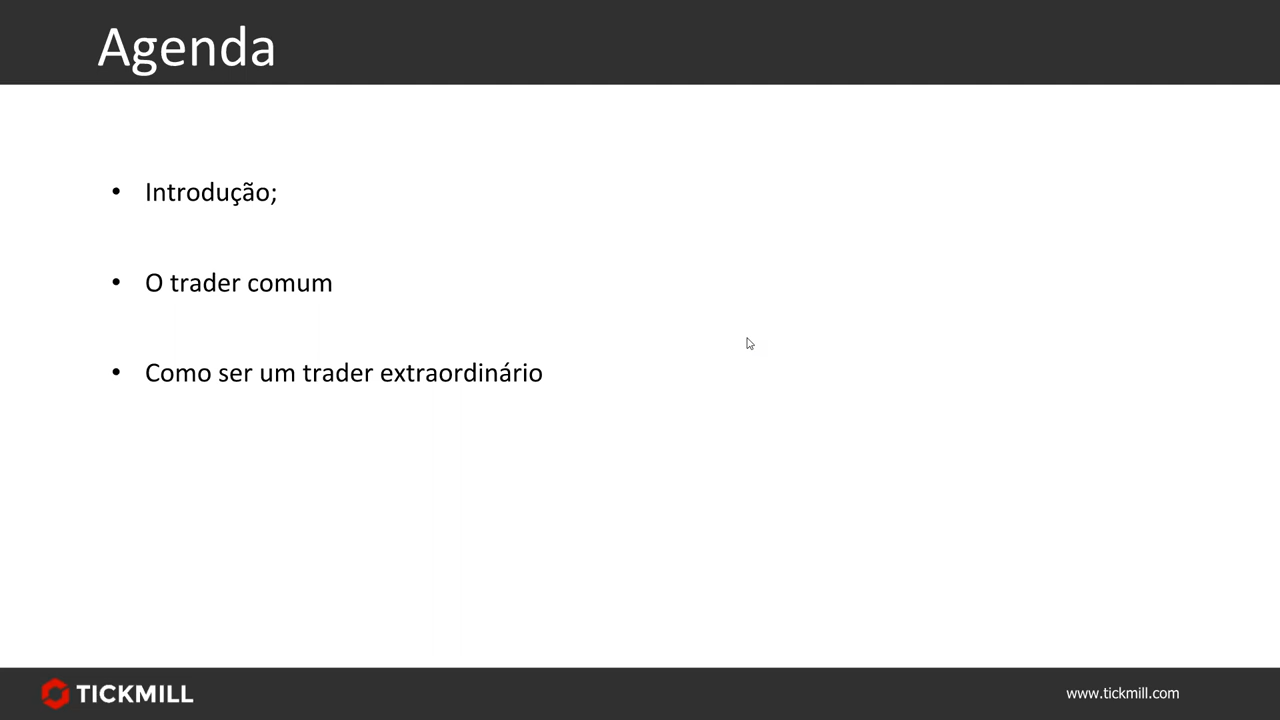 Agenda
• Introdução;
• O trader comum
• Como ser um trader extraordinário
TICKMILL
www.tickmill.com